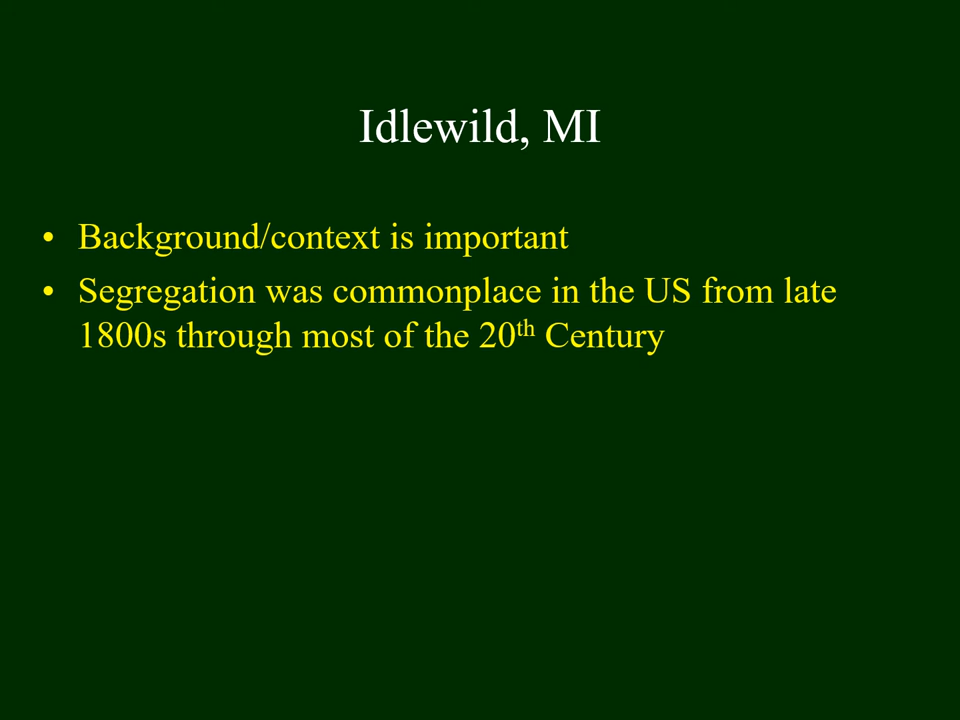 Idlewild, MI
• Background/context is important
• Segregation was commonplace in the US from late
1800s through most of the 20th Century